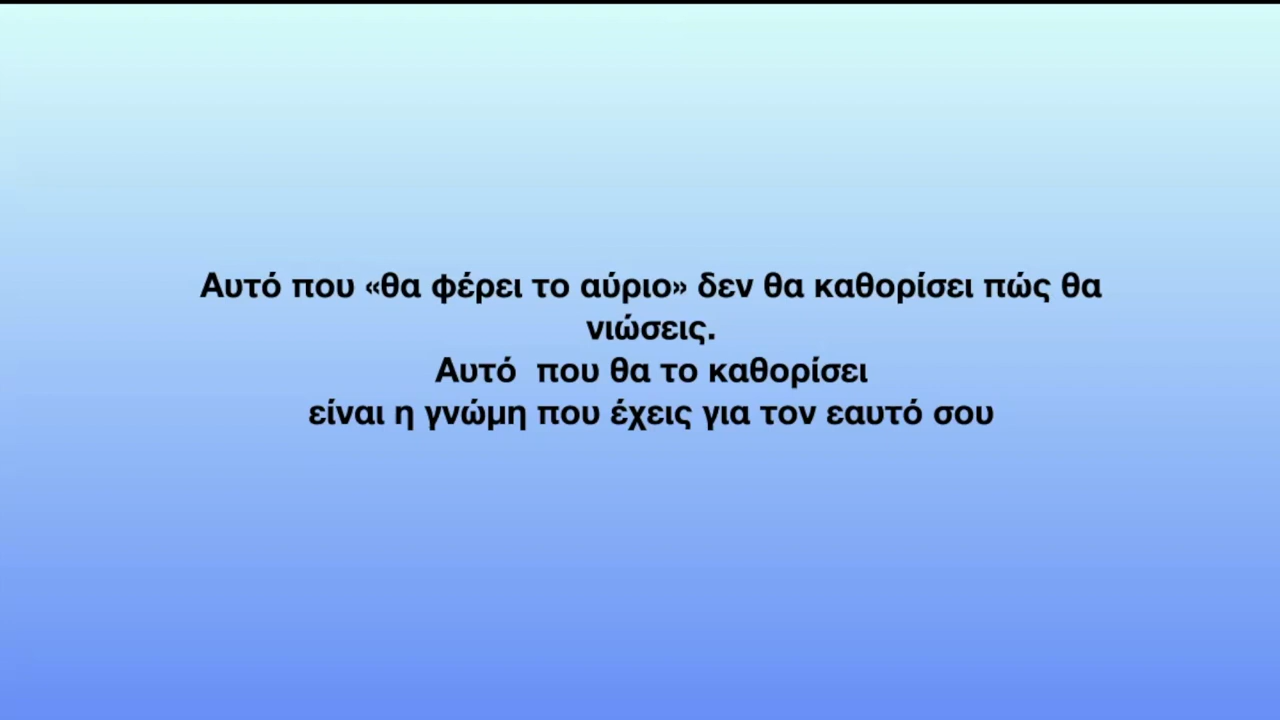 Αυτό που «θα φέρει το αύριο» δεν θα καθορίσει πώς θα
νιώσεις.
Αυτό  που θα το καθορίσει
είναι η γνώμη που έχεις για τον εαυτό σου